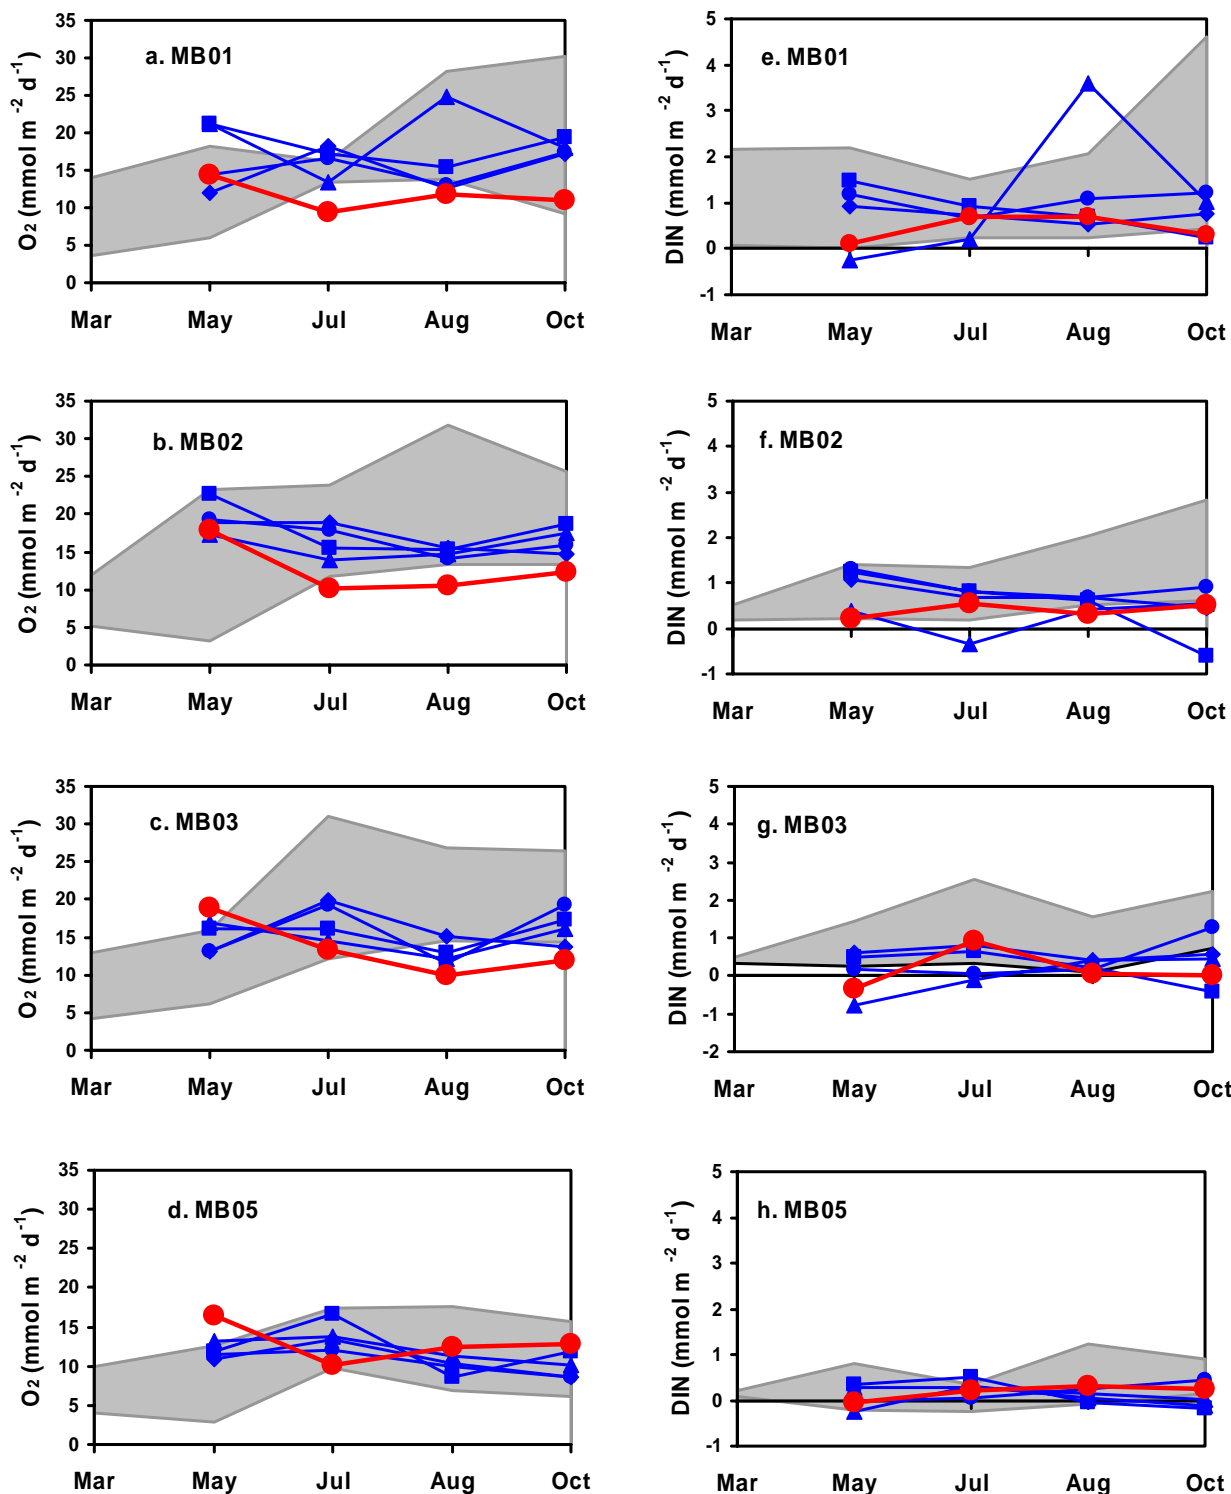 a. MB01
O2 (mmol m -2 d-1)
35
30
25
20
15
10
5
0
Mar May Jul Aug Oct
e. MB01
DIN (mmol m -2 d-1)
5
4
3
2
1
0
-1
Mar May Jul Aug Oct
b. MB02
O2 (mmol m -2 d-1)
35
30
25
20
15
10
5
0
Mar May Jul Aug Oct
f. MB02
DIN (mmol m -2 d-1)
5
4
3
2
1
0
-1
Mar May Jul Aug Oct
c. MB03
O2 (mmol m -2 d-1)
35
30
25
20
15
10
5
0
Mar May Jul Aug Oct
g. MB03
DIN (mmol m -2 d-1)
5
4
3
2
1
0
-1
-2
Mar May Jul Aug Oct
d. MB05
O2 (mmol m -2 d-1)
35
30
25
20
15
10
5
0
Mar May Jul Aug Oct
h. MB05
DIN (mmol m -2 d-1)
5
4
3
2
1
0
-1
Mar May Jul Aug Oct